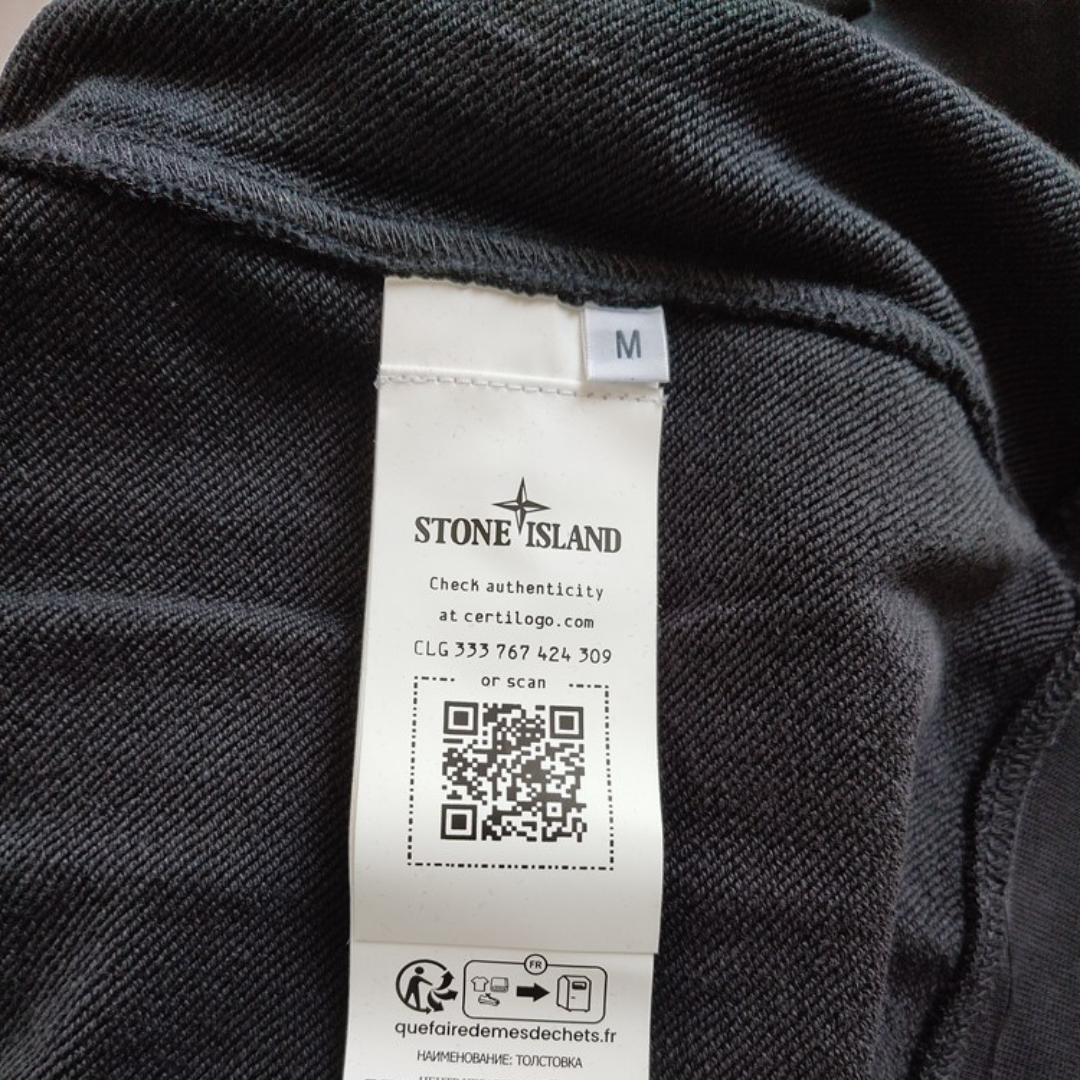 M
STONE ISLAND
Check authenticity
at certilogo.com
CLG 333 767 424 309
or scan
FR
quefairedemesdechets.fr
НАИМЕНОВАНИЕ: ТОЛСТОВКА